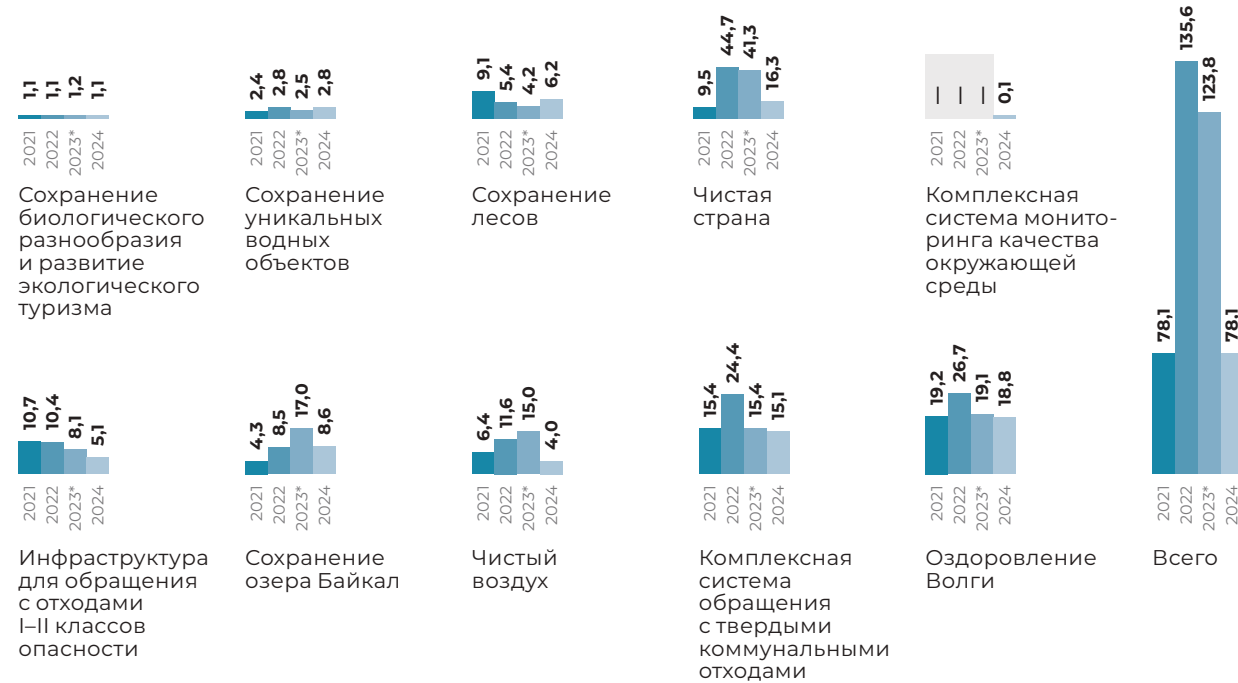 1,1 1,1 1,2 1,1
2021 2022 2023* 2024
Сохранение
биологического
разнообразия
и развитие
экологического
туризма
2,4 2,8 2,5 2,8
2021 2022 2023* 2024
Сохранение
уникальных
водных
объектов
9,1 5,4 4,2 6,2
2021 2022 2023* 2024
Сохранение
лесов
9,5 44,7 41,3 16,3
2021 2022 2023* 2024
Чистая
страна
— — — 0,1
2021 2022 2023* 2024
Комплексная
система монито-
ринга качества
окружающей
среды
10,7 10,4 8,1 5,1
2021 2022 2023* 2024
Инфраструктура
для обращения
с отходами
I–II классов
опасности
4,3 8,5 17,0 8,6
2021 2022 2023* 2024
Сохранение
озера Байкал
6,4 11,6 15,0 4,0
2021 2022 2023* 2024
Чистый
воздух
15,4 24,4 15,4 15,1
2021 2022 2023* 2024
Комплексная
система
обращения
с твердыми
коммунальными
отходами
19,2 26,7 19,1 18,8
2021 2022 2023* 2024
Оздоровление
Волги
78,1 135,6 123,8 78,1
2021 2022 2023* 2024
Всего